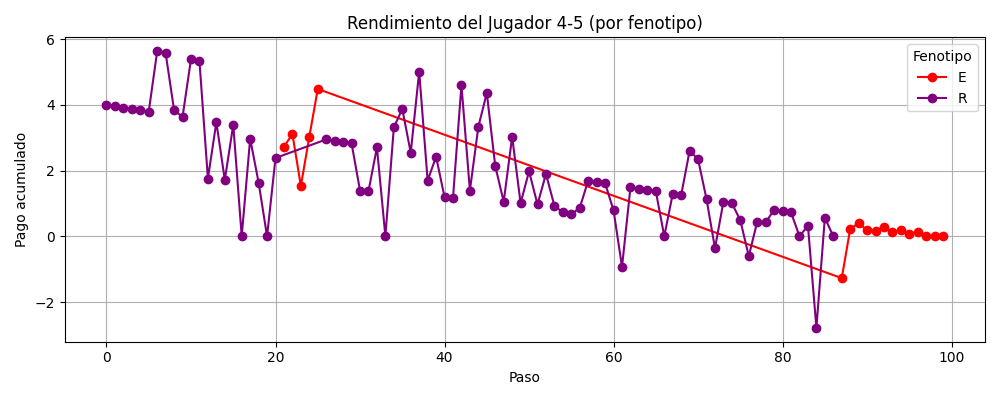 Rendimiento del Jugador 4-5 (por fenotipo)
Pago acumulado
6
4
2
0
−2
Fenotipo
E
R
0 20 40 60 80 100
Paso